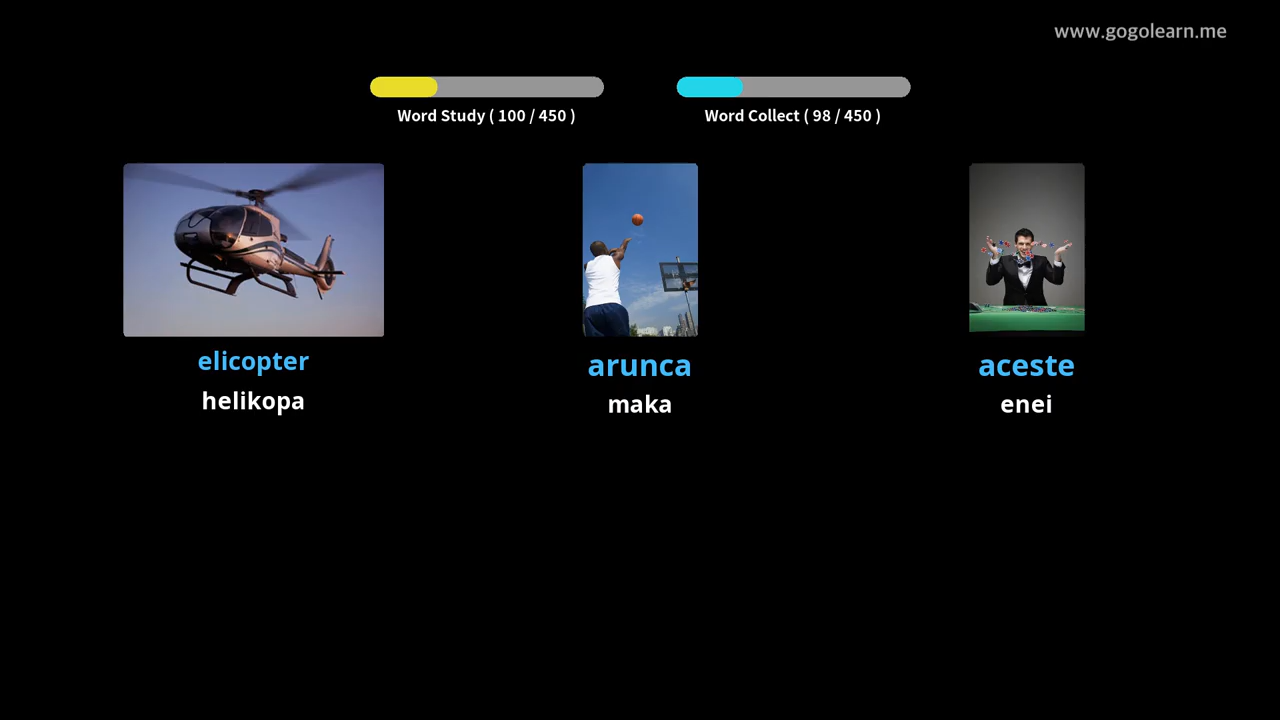 www.gogolearn.me
Word Study ( 100 / 450 )
Word Collect ( 98 / 450 )
elicopter
helikopa
arunca
maka
aceste
enei